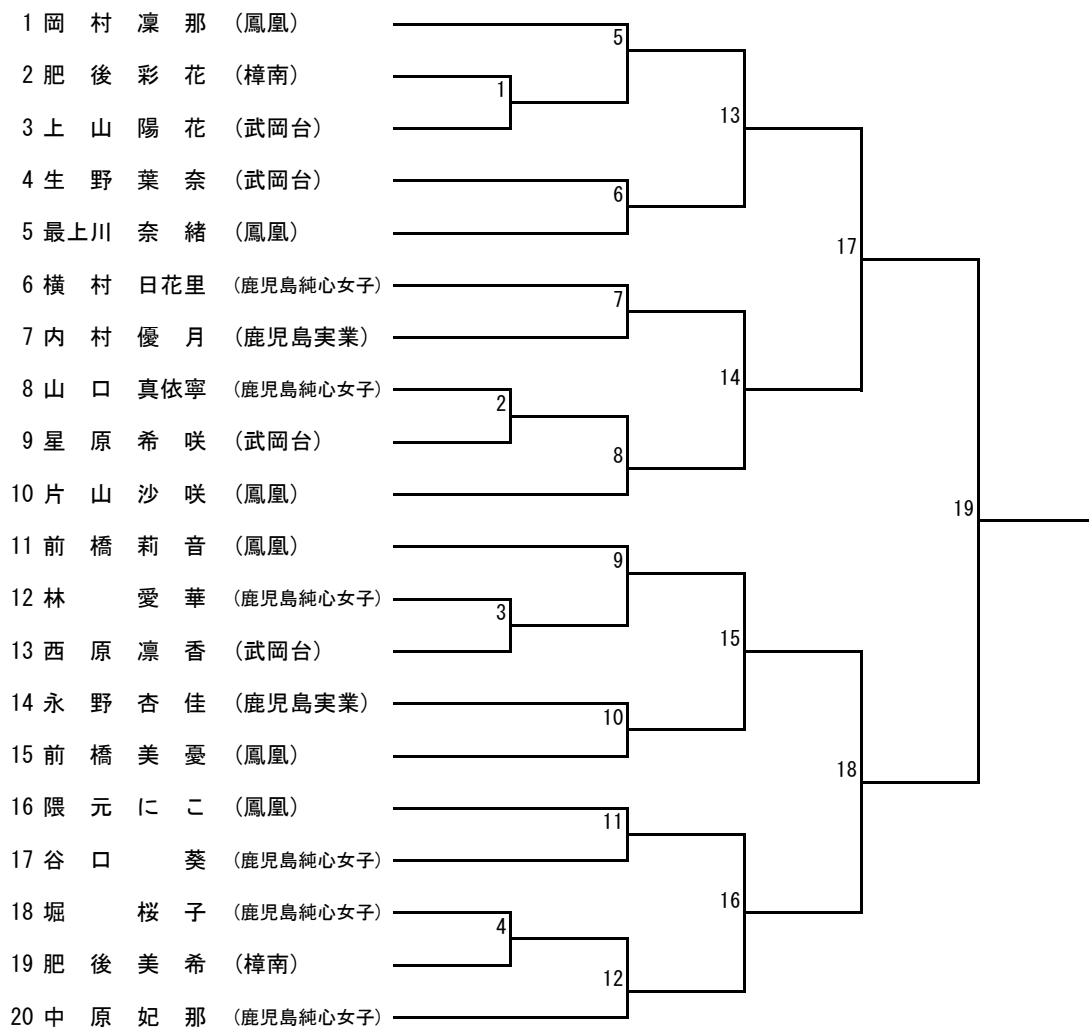 1 岡 村 凜 那 (鳳凰)
5
2 肥 後 彩 花 (樟南)
1
3 上 山 陽 花 (武岡台)
13
4 生 野 葉 奈 (武岡台)
6
5 最上川 奈 緒 (鳳凰)
17
6 横 村 日花里 (鹿児島純心女子)
7
7 内 村 優 月 (鹿児島実業)
14
8 山 口 真依寧 (鹿児島純心女子)
2
9 星 原 希 咲 (武岡台)
8
10 片 山 沙 咲 (鳳凰)
19
11 前 橋 莉 音 (鳳凰)
9
12 林 愛 華 (鹿児島純心女子)
3
13 西 原 凛 香 (武岡台)
15
14 永 野 杏 佳 (鹿児島実業)
10
15 前 橋 美 憂 (鳳凰)
18
16 隈 元 に こ (鳳凰)
11
17 谷 口 葵 (鹿児島純心女子)
16
18 堀 桜 子 (鹿児島純心女子)
4
19 肥 後 美 希 (樟南)
12
20 中 原 妃 那 (鹿児島純心女子)